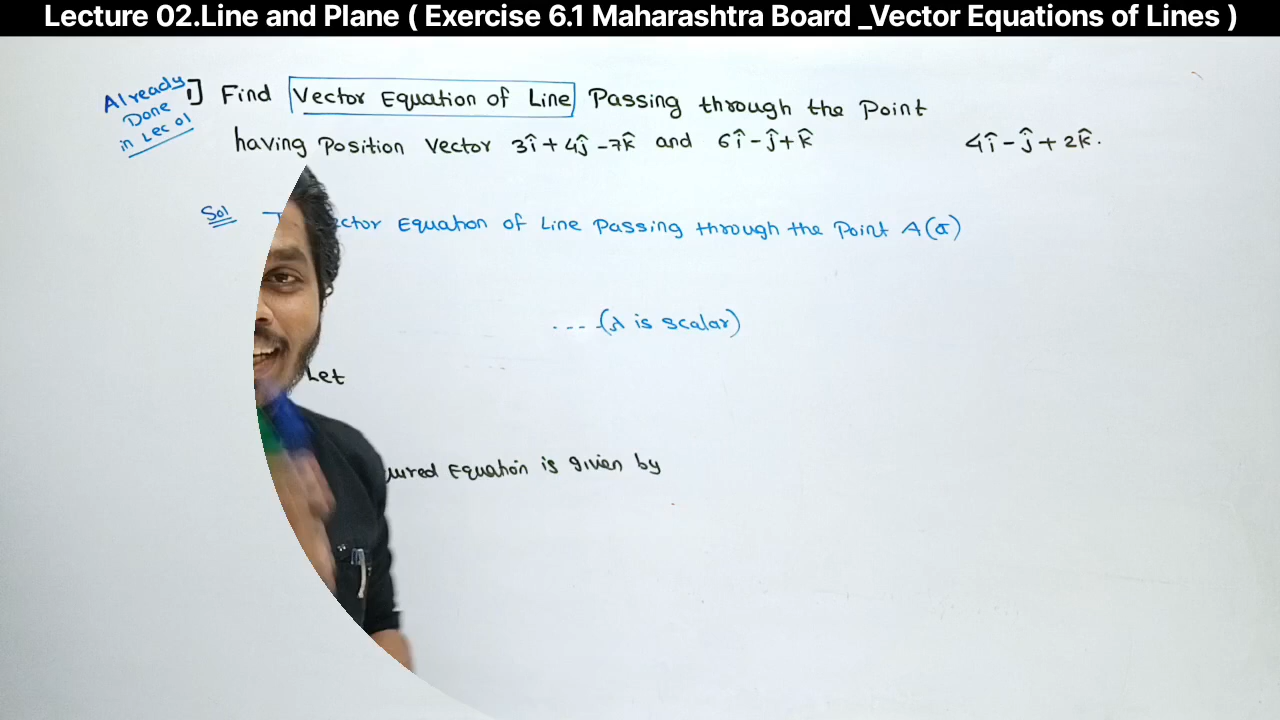 Lecture 02.Line and Plane ( Exercise 6.1 Maharashtra Board _Vector Equations of Lines )
Already
Done
in Lec 01
1] Find Vector Equation of Line Passing through the Point
having Position Vector 3î + 4ĵ - 7k̂ and 6î - ĵ + k̂ 4î - ĵ + 2k̂.
Sol Equation of Line Passing through the Point A(a̅)
--- (λ is scalar)
Let
Equation is given by